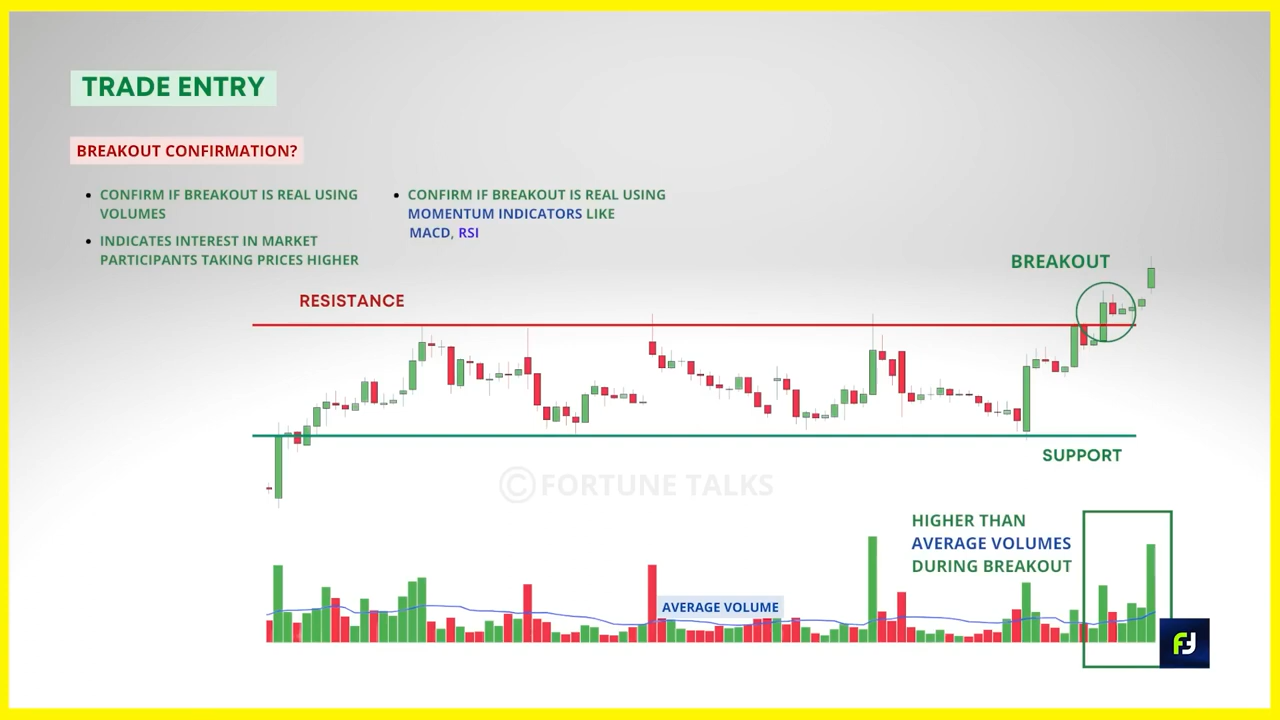 TRADE ENTRY
BREAKOUT CONFIRMATION?
CONFIRM IF BREAKOUT IS REAL USING
VOLUMES
INDICATES INTEREST IN MARKET
PARTICIPANTS TAKING PRICES HIGHER
CONFIRM IF BREAKOUT IS REAL USING
MOMENTUM INDICATORS LIKE
MACD, RSI
BREAKOUT
RESISTANCE
SUPPORT
© FORTUNE TALKS
HIGHER THAN
AVERAGE VOLUMES
DURING BREAKOUT
AVERAGE VOLUME